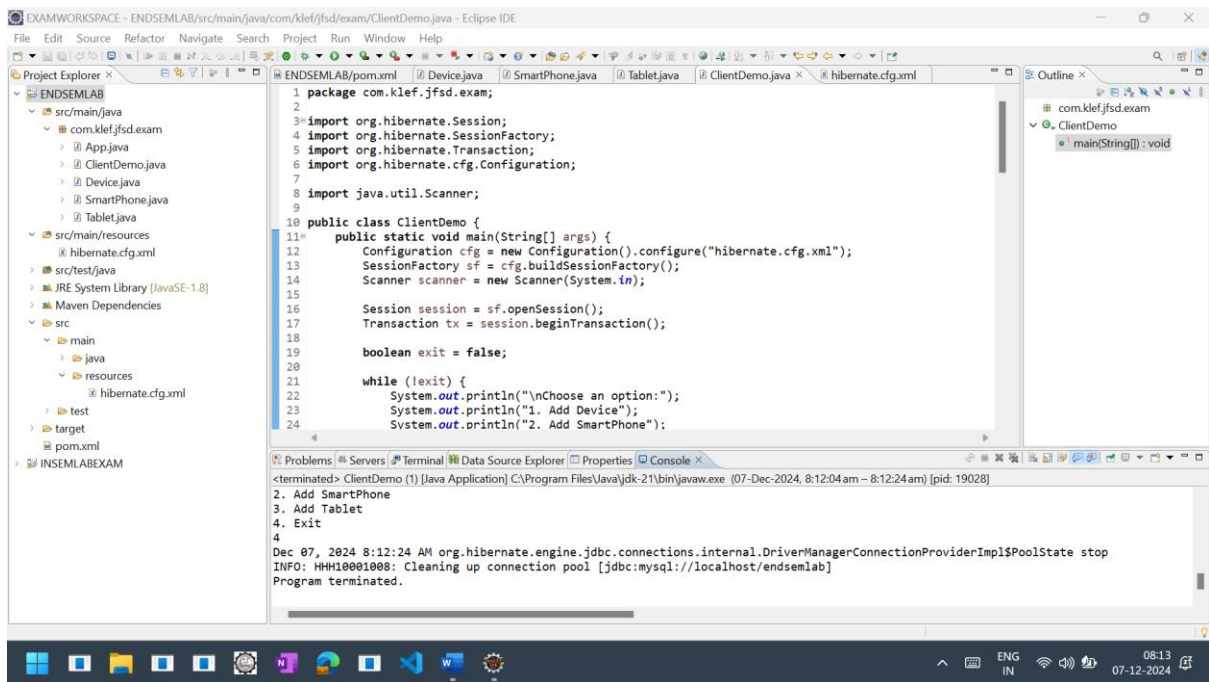 EXAMWORKSPACE - ENDSEMLAB/src/main/java/com/klef/jfsd/exam/ClientDemo.java - Eclipse IDE
File Edit Source Refactor Navigate Search Project Run Window Help
Project Explorer
ENDSEMLAB
src/main/java
com.klef.jfsd.exam
App.java
ClientDemo.java
Device.java
SmartPhone.java
Tablet.java
src/main/resources
hibernate.cfg.xml
src/test/java
JRE System Library [JavaSE-1.8]
Maven Dependencies
src
main
java
resources
hibernate.cfg.xml
test
target
pom.xml
INSEMLABEXAM
ENDSEMLAB/pom.xml Device.java SmartPhone.java Tablet.java ClientDemo.java hibernate.cfg.xml
1 package com.klef.jfsd.exam;
2
3 import org.hibernate.Session;
4 import org.hibernate.SessionFactory;
5 import org.hibernate.Transaction;
6 import org.hibernate.cfg.Configuration;
7
8 import java.util.Scanner;
9
10 public class ClientDemo {
11 public static void main(String[] args) {
12 Configuration cfg = new Configuration().configure("hibernate.cfg.xml");
13 SessionFactory sf = cfg.buildSessionFactory();
14 Scanner scanner = new Scanner(System.in);
15
16 Session session = sf.openSession();
17 Transaction tx = session.beginTransaction();
18
19 boolean exit = false;
20
21 while (!exit) {
22 System.out.println("\nChoose an option:");
23 System.out.println("1. Add Device");
24 System.out.println("2. Add SmartPhone");
Outline
com.klef.jfsd.exam
ClientDemo
main(String[]) : void
Problems Servers Terminal Data Source Explorer Properties Console
<terminated> ClientDemo (1) [Java Application] C:\Program Files\Java\jdk-21\bin\javaw.exe (07-Dec-2024, 8:12:04 am – 8:12:24 am) [pid: 19028]
2. Add SmartPhone
3. Add Tablet
4. Exit
4
Dec 07, 2024 8:12:24 AM org.hibernate.engine.jdbc.connections.internal.DriverManagerConnectionProviderImpl$PoolState stop
INFO: HHH10001008: Cleaning up connection pool [jdbc:mysql://localhost/endsemlab]
Program terminated.
ENG
IN
08:13
07-12-2024